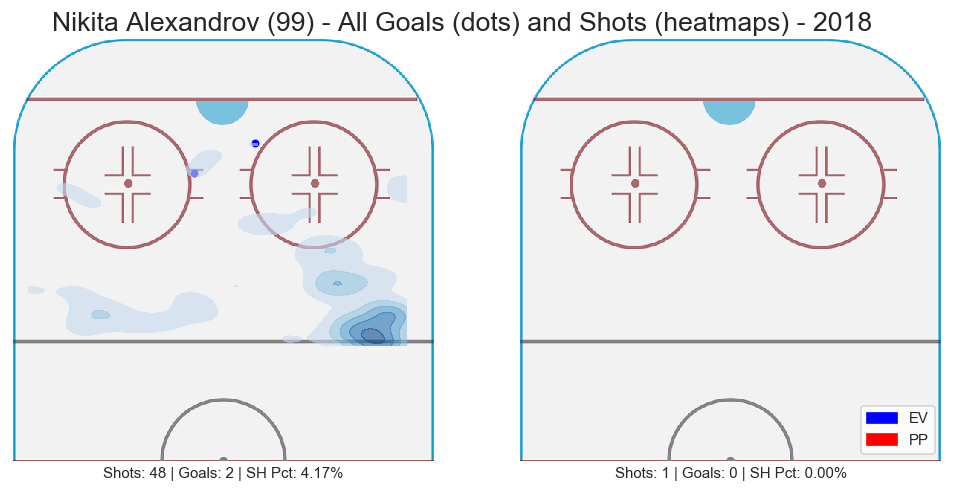 Nikita Alexandrov (99) - All Goals (dots) and Shots (heatmaps) - 2018
EV
PP
Shots: 48 | Goals: 2 | SH Pct: 4.17%
Shots: 1 | Goals: 0 | SH Pct: 0.00%